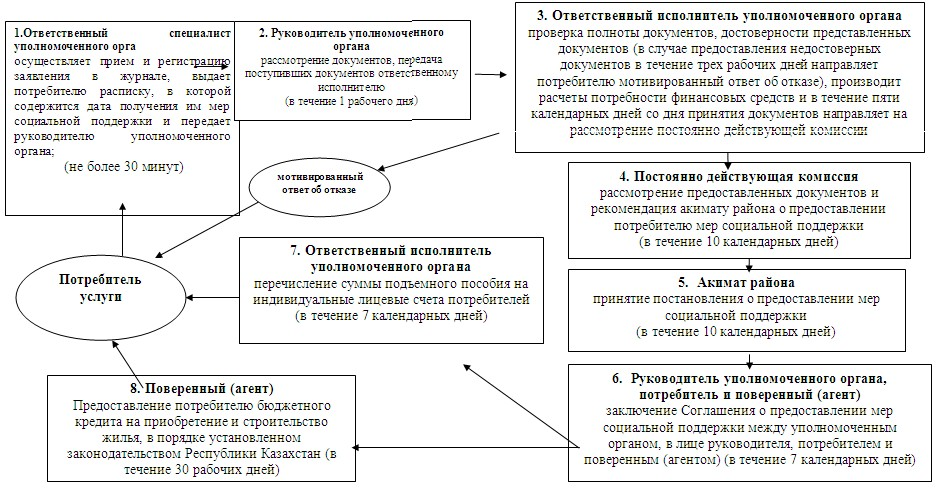 1.Ответственный специалист
уполномоченного орга
осуществляет прием и регистрацию
заявления в журнале, выдает
потребителю расписку, в которой
содержится дата получения им мер
социальной поддержки и передает
руководителю уполномоченного
органа;
(не более 30 минут)
2. Руководитель уполномоченного
органа
рассмотрение документов, передача
поступивших документов ответственному
исполнителю
(в течение 1 рабочего дня)
3. Ответственный исполнитель уполномоченного органа
проверка полноты документов, достоверности представленных
документов (в случае предоставления недостоверных
документов в течение трех рабочих дней направляет
потребителю мотивированный ответ об отказе), производит
расчеты потребности финансовых средств и в течение пяти
календарных дней со дня принятия документов направляет на
рассмотрение постоянно действующей комиссии
мотивированный
ответ об отказе
4. Постоянно действующая комиссия
рассмотрение предоставленных документов и
рекомендация акимату района о предоставлении
потребителю мер социальной поддержки
(в течение 10 календарных дней)
5. Акимат района
принятие постановления о предоставлении мер
социальной поддержки
(в течение 10 календарных дней)
6. Руководитель уполномоченного органа,
потребитель и поверенный (агент)
заключение Соглашения о предоставлении мер
социальной поддержки между уполномоченным
органом, в лице руководителя, потребителем и
поверенным (агентом) (в течение 7 календарных дней)
7. Ответственный исполнитель
уполномоченного органа
перечисление суммы подъемного пособия на
индивидуальные лицевые счета потребителей
(в течение 7 календарных дней)
Потребитель
услуги
8. Поверенный (агент)
Предоставление потребителю бюджетного
кредита на приобретение и строительство
жилья, в порядке установленном
законодательством Республики Казахстан (в
течение 30 рабочих дней)